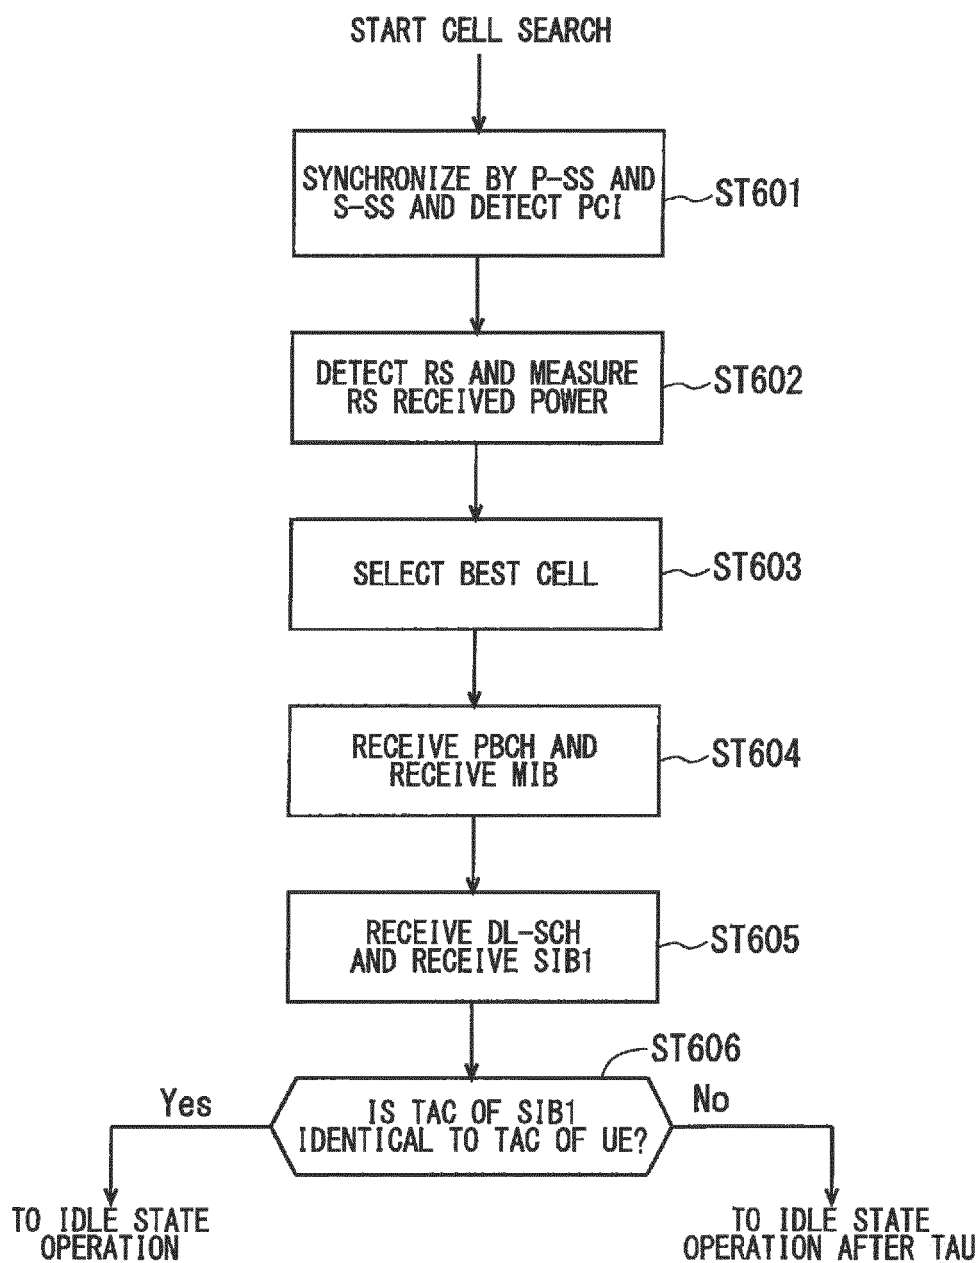 START CELL SEARCH
SYNCHRONIZE BY P-SS AND
S-SS AND DETECT PCI
ST601
DETECT RS AND MEASURE
RS RECEIVED POWER
ST602
SELECT BEST CELL
ST603
RECEIVE PBCH AND
RECEIVE MIB
ST604
RECEIVE DL-SCH
AND RECEIVE SIB1
ST605
ST606
Yes
No
IS TAC OF SIB1
IDENTICAL TO TAC OF UE?
TO IDLE STATE
OPERATION
TO IDLE STATE
OPERATION AFTER TAU